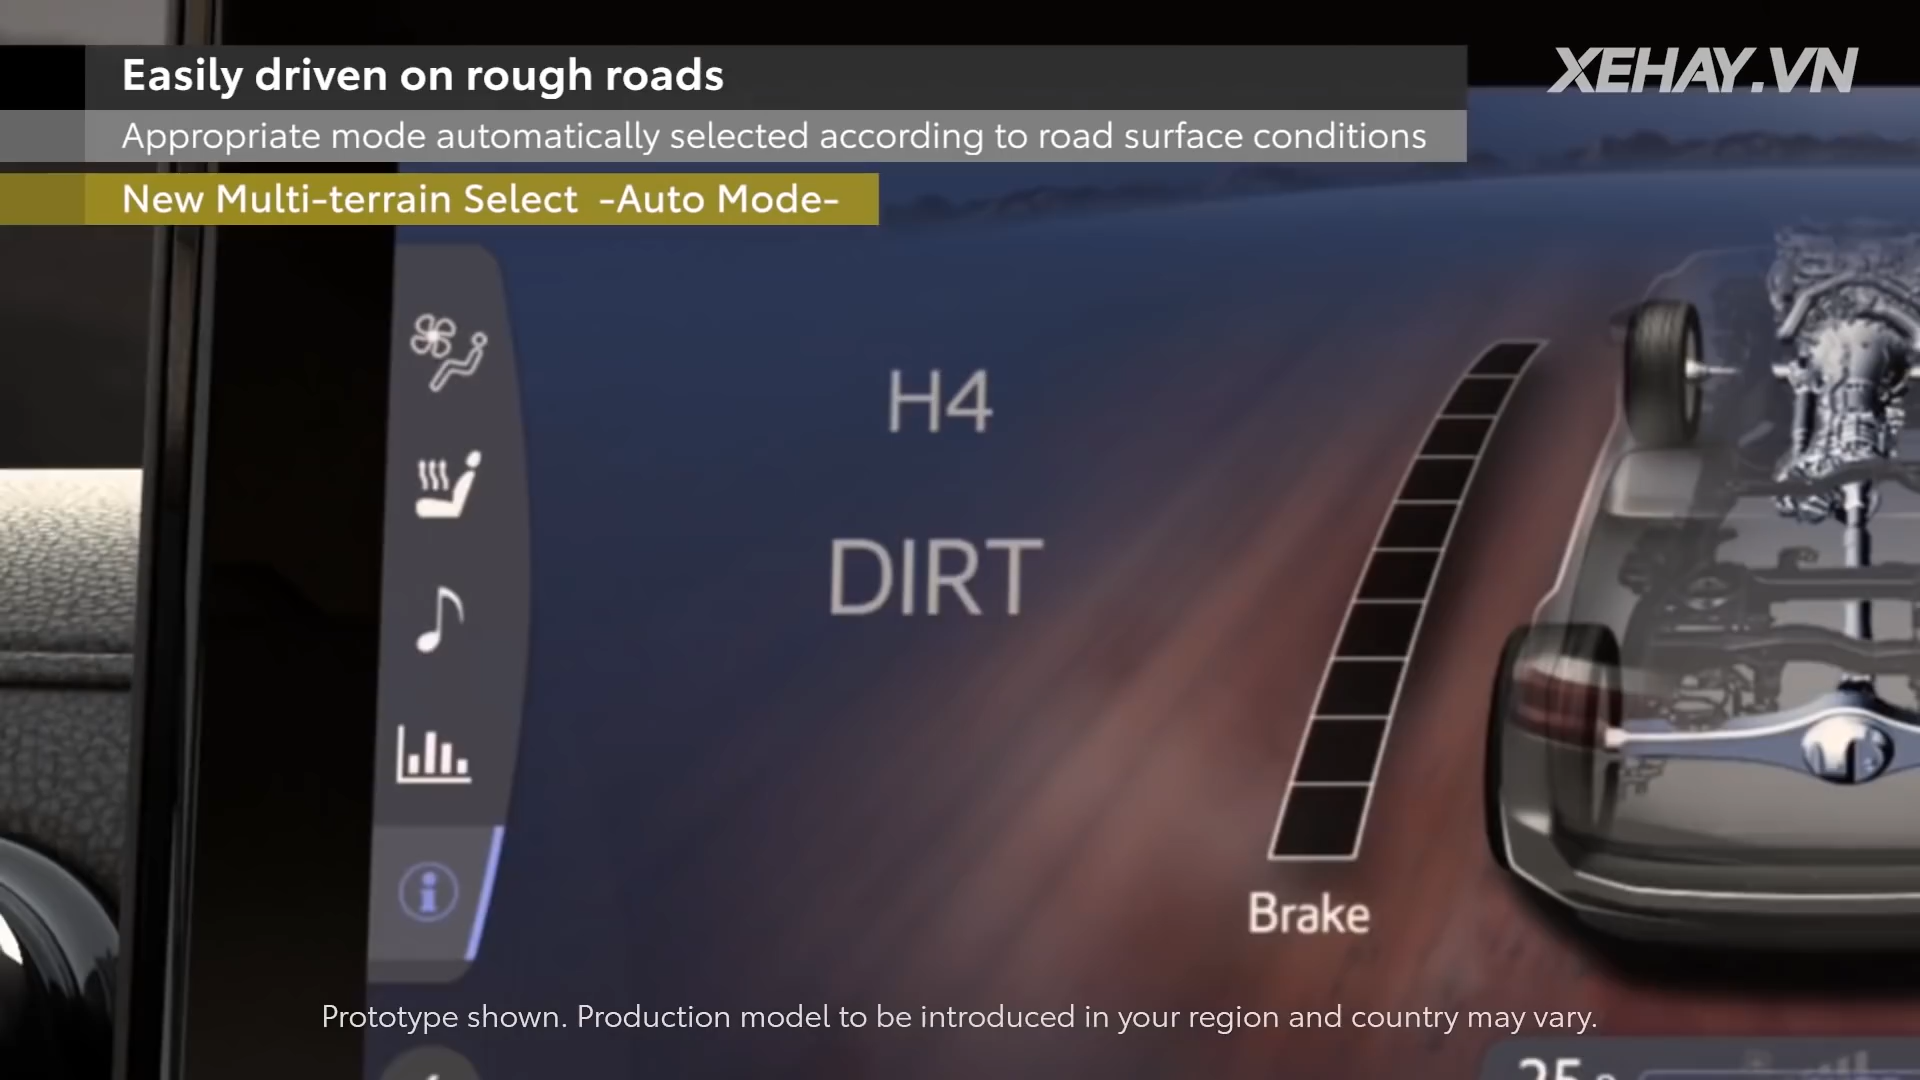 Easily driven on rough roads
XEHAY.VN
Appropriate mode automatically selected according to road surface conditions
New Multi-terrain Select -Auto Mode-
H4
DIRT
Brake
Prototype shown. Production model to be introduced in your region and country may vary.